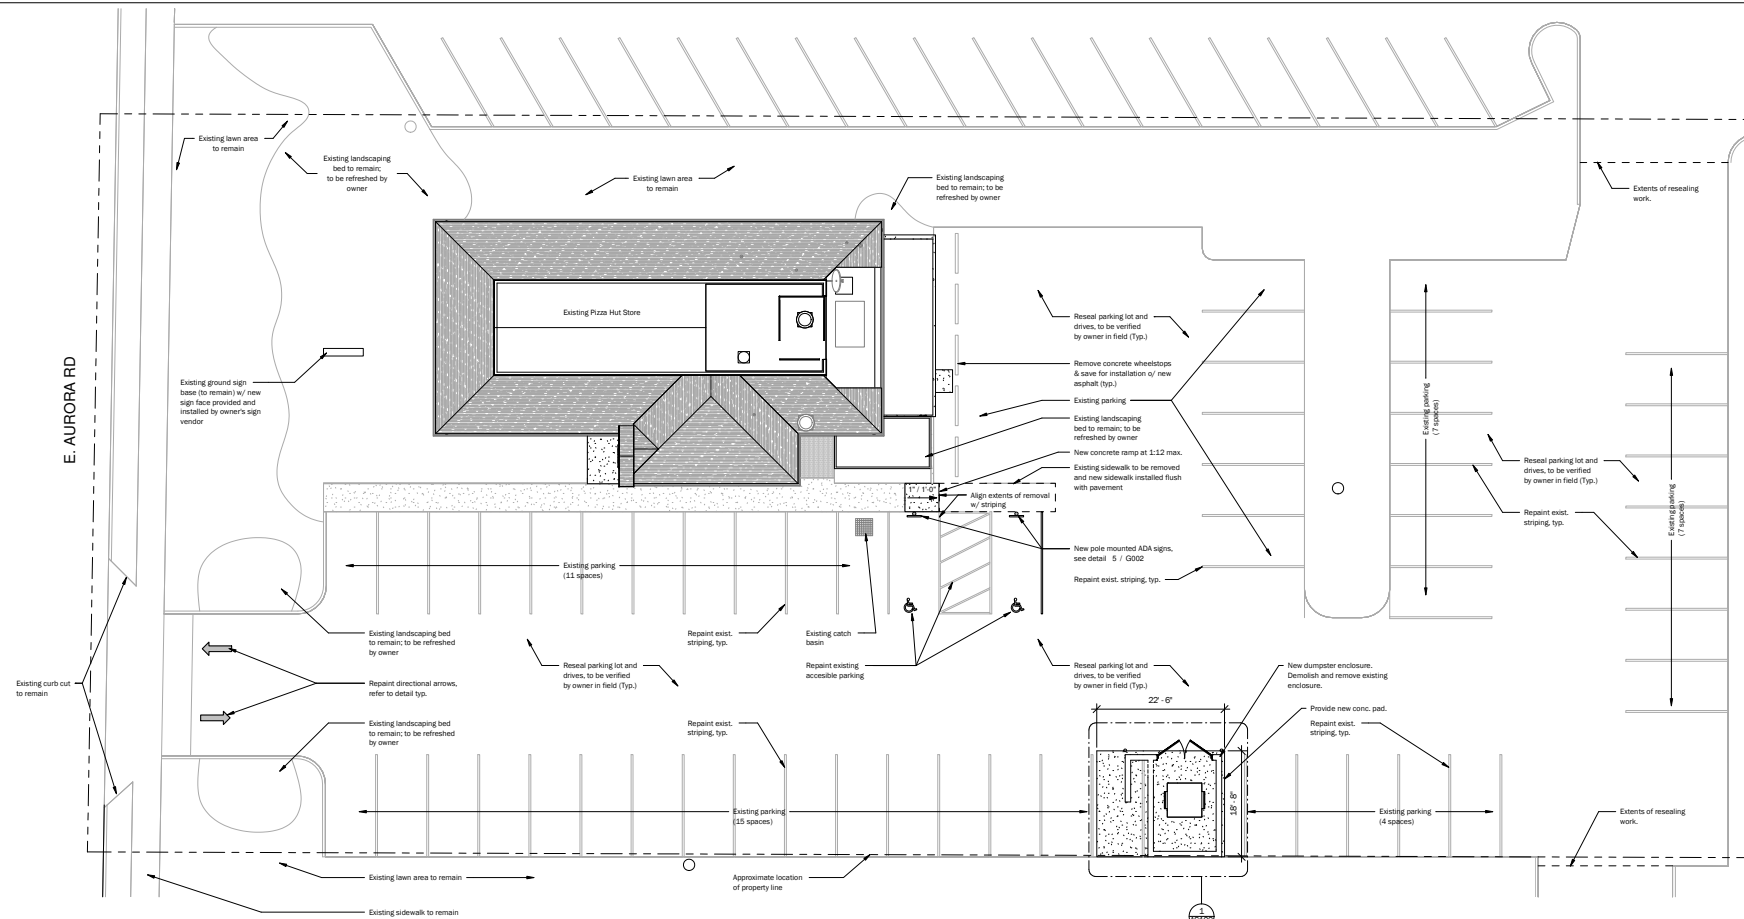 Existing lawn area
to remain
Existing landscaping
bed to remain;
to be refreshed by
owner
Existing lawn area
to remain
Existing landscaping
bed to remain; to be
refreshed by owner
Extents of resealing
work.
Existing Pizza Hut Store
Reseal parking lot and
drives, to be verified
by owner in field (Typ.)
E. AURORA RD
Existing ground sign
base (to remain) w/ new
sign face provided and
installed by owner's sign
vendor
Remove concrete wheelstops
& save for installation o/ new
asphalt (typ.)
Existing parking
Existing landscaping
bed to remain; to be
refreshed by owner
New concrete ramp at 1:12 max.
Existing sidewalk to be removed
and new sidewalk installed flush
with pavement
1" / 1'-0"
Align extents of removal
w/ striping
Existing parking
(7 spaces)
Reseal parking lot and
drives, to be verified
by owner in field (Typ.)
Existing parking
(7 spaces)
Repaint exist.
striping, typ.
New pole mounted ADA signs,
see detail 5 / G002
Repaint exist. striping, typ.
Existing parking
(11 spaces)
Existing landscaping bed
to remain; to be refreshed
by owner
Repaint exist.
striping, typ.
Existing catch
basin
Reseal parking lot and
drives, to be verified
by owner in field (Typ.)
Repaint existing
accesible parking
Reseal parking lot and
drives, to be verified
by owner in field (Typ.)
New dumpster enclosure.
Demolish and remove existing
enclosure.
Existing curb cut
to remain
Repaint directional arrows,
refer to detail typ.
22' - 6"
Provide new conc. pad.
Existing landscaping bed
to remain; to be refreshed
by owner
Repaint exist.
striping, typ.
Repaint exist.
striping, typ.
18' - 8"
Existing parking
(15 spaces)
Existing parking
(4 spaces)
Extents of resealing
work.
Existing lawn area to remain
Approximate location
of property line
Existing sidewalk to remain
1